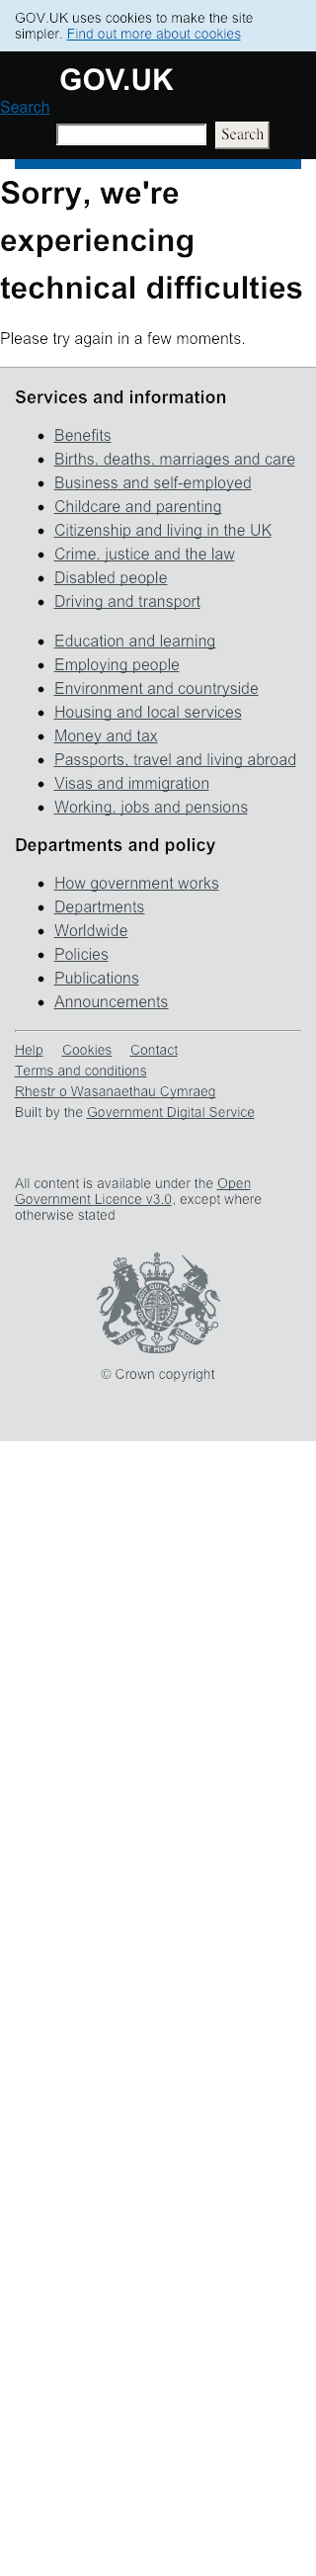 GOV.UK uses cookies to make the site
simpler. Find out more about cookies
GOV.UK
Search
Search
Sorry, we're
experiencing
technical difficulties
Please try again in a few moments.
Services and information
Benefits
Births, deaths, marriages and care
Business and self-employed
Childcare and parenting
Citizenship and living in the UK
Crime, justice and the law
Disabled people
Driving and transport
Education and learning
Employing people
Environment and countryside
Housing and local services
Money and tax
Passports, travel and living abroad
Visas and immigration
Working, jobs and pensions
Departments and policy
How government works
Departments
Worldwide
Policies
Publications
Announcements
Help Cookies Contact
Terms and conditions
Rhestr o Wasanaethau Cymraeg
Built by the Government Digital Service
All content is available under the Open
Government Licence v3.0, except where
otherwise stated
DIEU ET MON DROIT
© Crown copyright